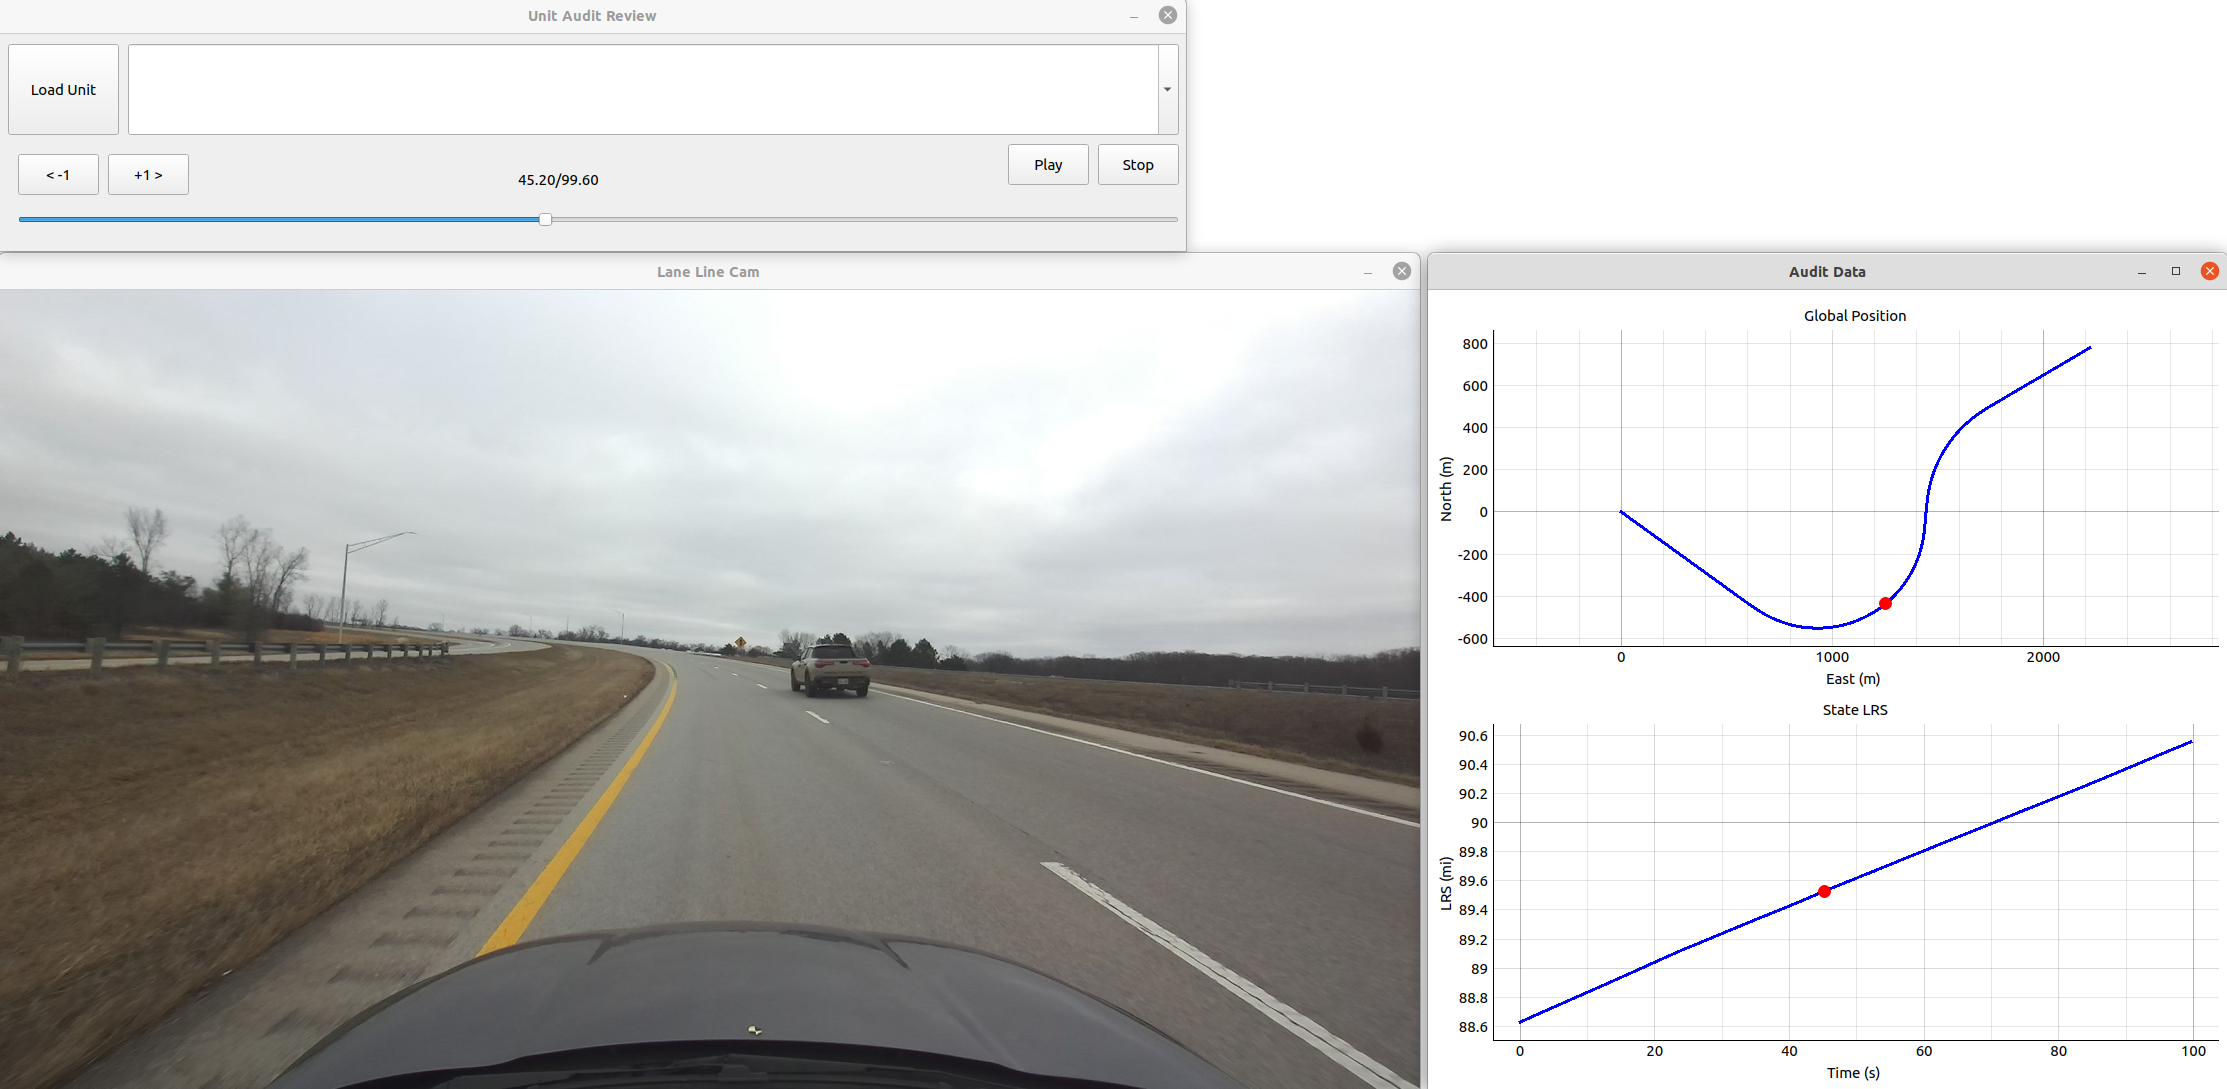 Unit Audit Review
Load Unit
< -1
+1 >
45.20/99.60
Play
Stop
Lane Line Cam
Audit Data
Global Position
800
600
400
200
0
-200
-400
-600
North (m)
0
1000
2000
East (m)
State LRS
90.6
90.4
90.2
90
89.8
89.6
89.4
89.2
89
88.8
88.6
LRS (mi)
0
20
40
60
80
100
Time (s)